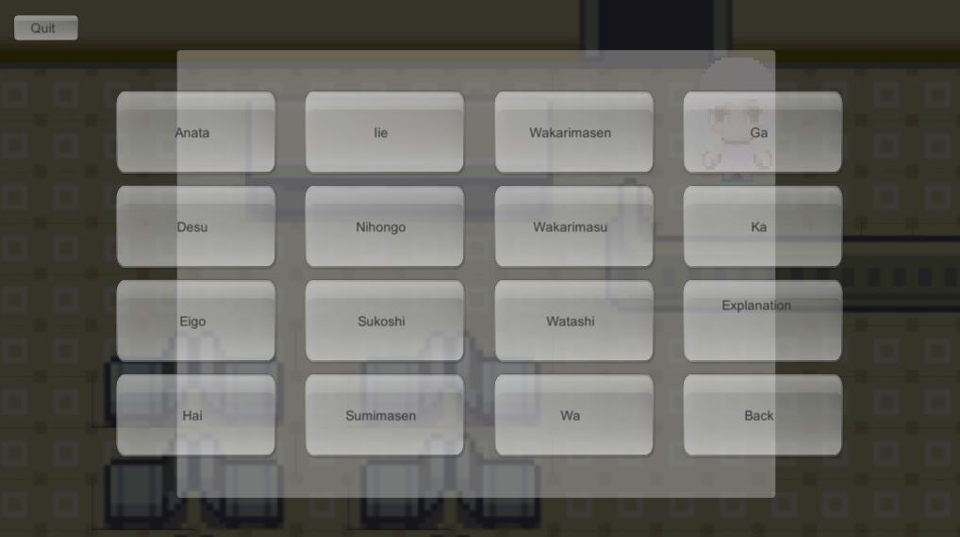 Quit
Anata
Iie
Wakarimasen
Ga
Desu
Nihongo
Wakarimasu
Ka
Eigo
Sukoshi
Watashi
Explanation
Hai
Sumimasen
Wa
Back